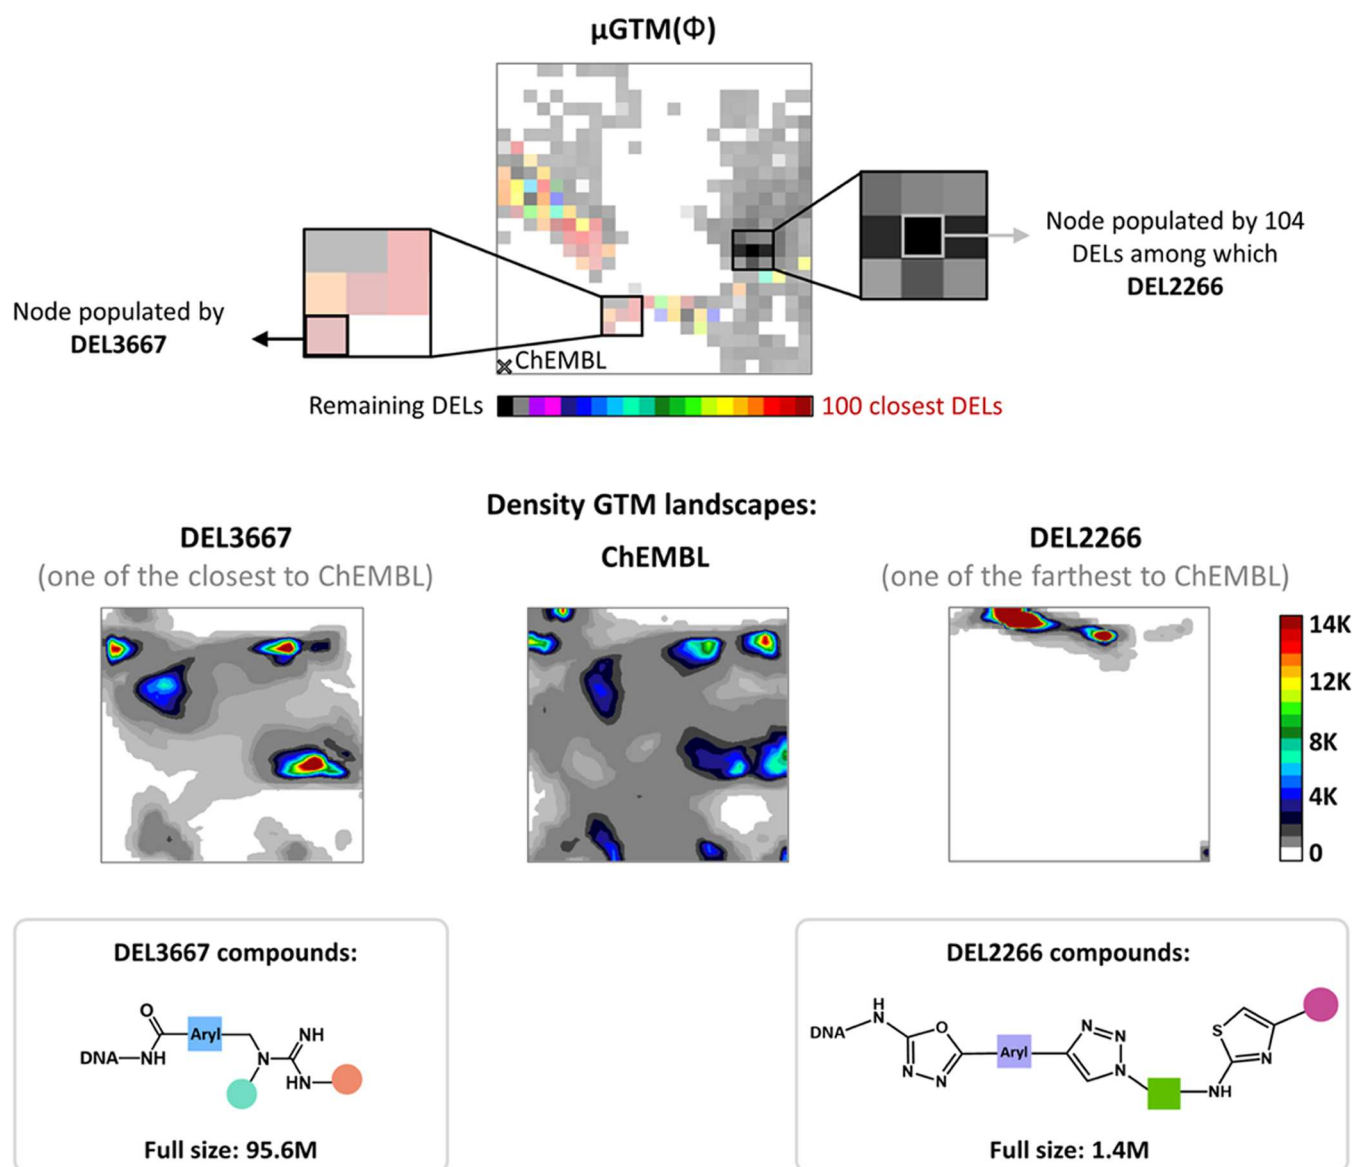 µGTM(Φ)
Node populated by
DEL3667
Node populated by 104
DELs among which
DEL2266
ChEMBL
Remaining DELs
100 closest DELs
Density GTM landscapes:
DEL3667
(one of the closest to ChEMBL)
ChEMBL
DEL2266
(one of the farthest to ChEMBL)
14K
12K
8K
4K
0
DEL3667 compounds:
O
Aryl
NH
DNA
NH
N
HN
Full size: 95.6M
DEL2266 compounds:
H
N
DNA
O
N
N
Aryl
N
N
N
S
N
NH
Full size: 1.4M